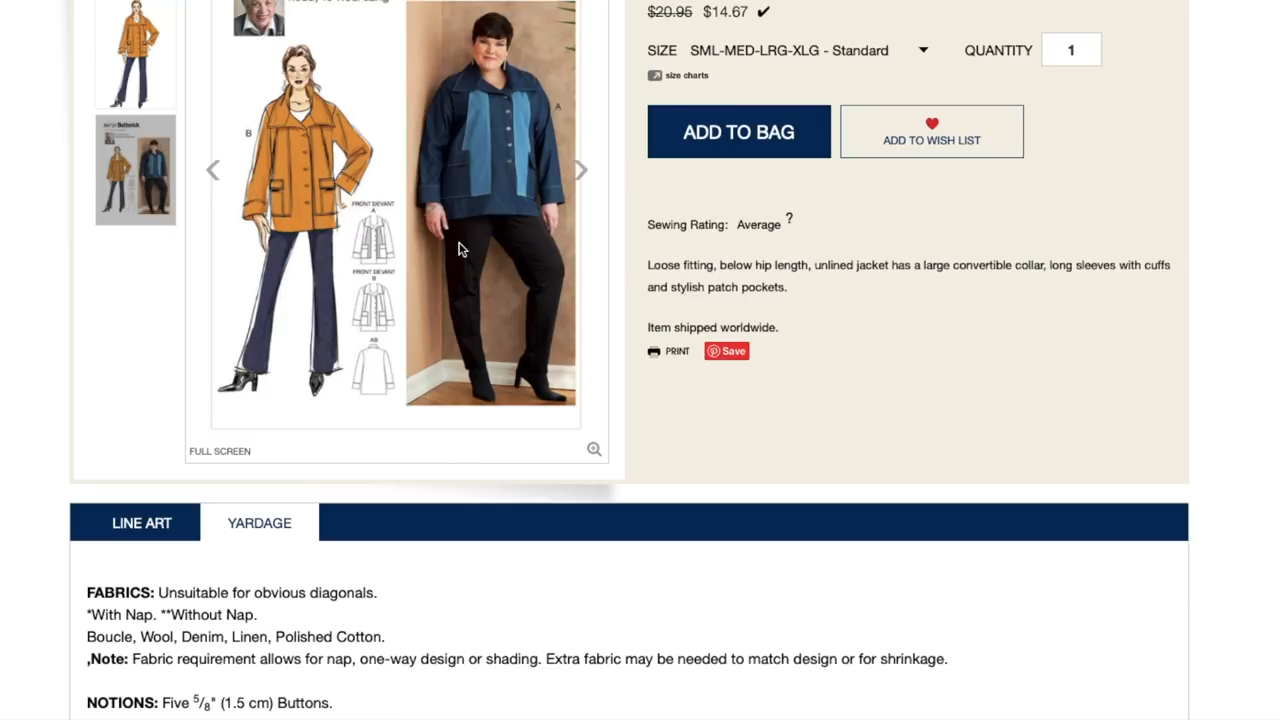 $20.95 $14.67 ✔
SIZE SML-MED-LRG-XLG - Standard QUANTITY 1
size charts
ADD TO BAG
ADD TO WISH LIST
Butterick
B
A
FRONT DEVANT
A
FRONT DEVANT
B
AB
FULL SCREEN
Sewing Rating: Average ?
Loose fitting, below hip length, unlined jacket has a large convertible collar, long sleeves with cuffs
and stylish patch pockets.
Item shipped worldwide.
PRINT Save
LINE ART YARDAGE
FABRICS: Unsuitable for obvious diagonals.
*With Nap. **Without Nap.
Boucle, Wool, Denim, Linen, Polished Cotton.
,Note: Fabric requirement allows for nap, one-way design or shading. Extra fabric may be needed to match design or for shrinkage.
NOTIONS: Five 5/8" (1.5 cm) Buttons.